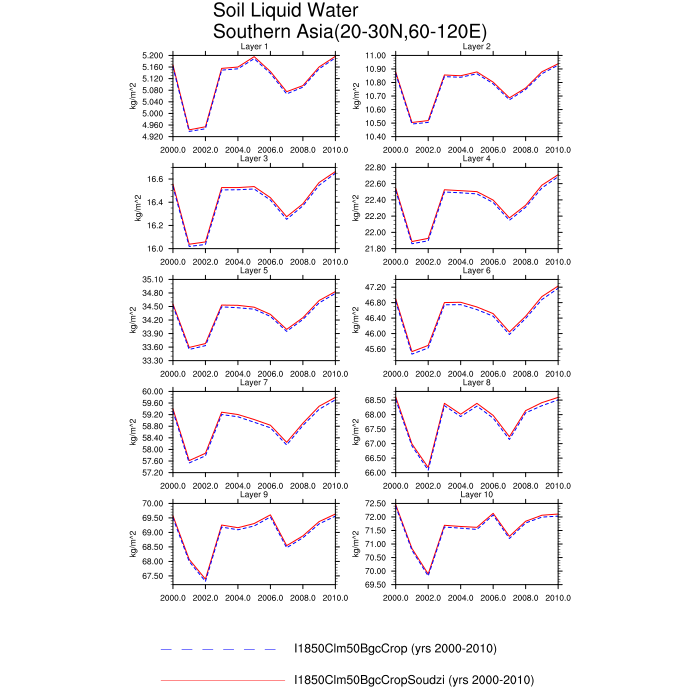 Soil Liquid Water
Southern Asia(20-30N,60-120E)
Layer 1
5.200
5.160
5.120
5.080
5.040
5.000
4.960
4.920
kg/m^2
2000.0 2002.0 2004.0 2006.0 2008.0 2010.0
Layer 2
11.00
10.90
10.80
10.70
10.60
10.50
10.40
kg/m^2
2000.0 2002.0 2004.0 2006.0 2008.0 2010.0
Layer 3
16.6
16.4
16.2
16.0
kg/m^2
2000.0 2002.0 2004.0 2006.0 2008.0 2010.0
Layer 4
22.80
22.60
22.40
22.20
22.00
21.80
kg/m^2
2000.0 2002.0 2004.0 2006.0 2008.0 2010.0
Layer 5
35.10
34.80
34.50
34.20
33.90
33.60
33.30
kg/m^2
2000.0 2002.0 2004.0 2006.0 2008.0 2010.0
Layer 6
47.20
46.80
46.40
46.00
45.60
kg/m^2
2000.0 2002.0 2004.0 2006.0 2008.0 2010.0
Layer 7
60.00
59.60
59.20
58.80
58.40
58.00
57.60
57.20
kg/m^2
2000.0 2002.0 2004.0 2006.0 2008.0 2010.0
Layer 8
68.50
68.00
67.50
67.00
66.50
66.00
kg/m^2
2000.0 2002.0 2004.0 2006.0 2008.0 2010.0
Layer 9
70.00
69.50
69.00
68.50
68.00
67.50
kg/m^2
2000.0 2002.0 2004.0 2006.0 2008.0 2010.0
Layer 10
72.50
72.00
71.50
71.00
70.50
70.00
69.50
kg/m^2
2000.0 2002.0 2004.0 2006.0 2008.0 2010.0
I1850Clm50BgcCrop (yrs 2000-2010)
I1850Clm50BgcCropSoudzi (yrs 2000-2010)